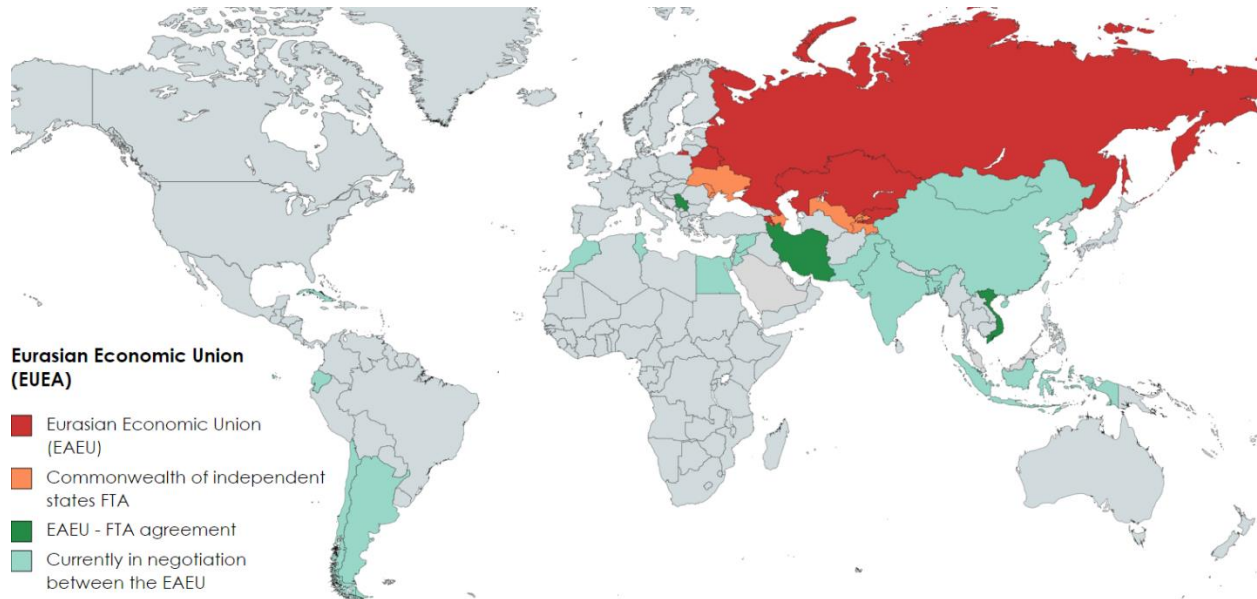 Eurasian Economic Union
(EUEA)
Eurasian Economic Union
(EAEU)
Commonwealth of independent
states FTA
EAEU - FTA agreement
Currently in negotiation
between the EAEU